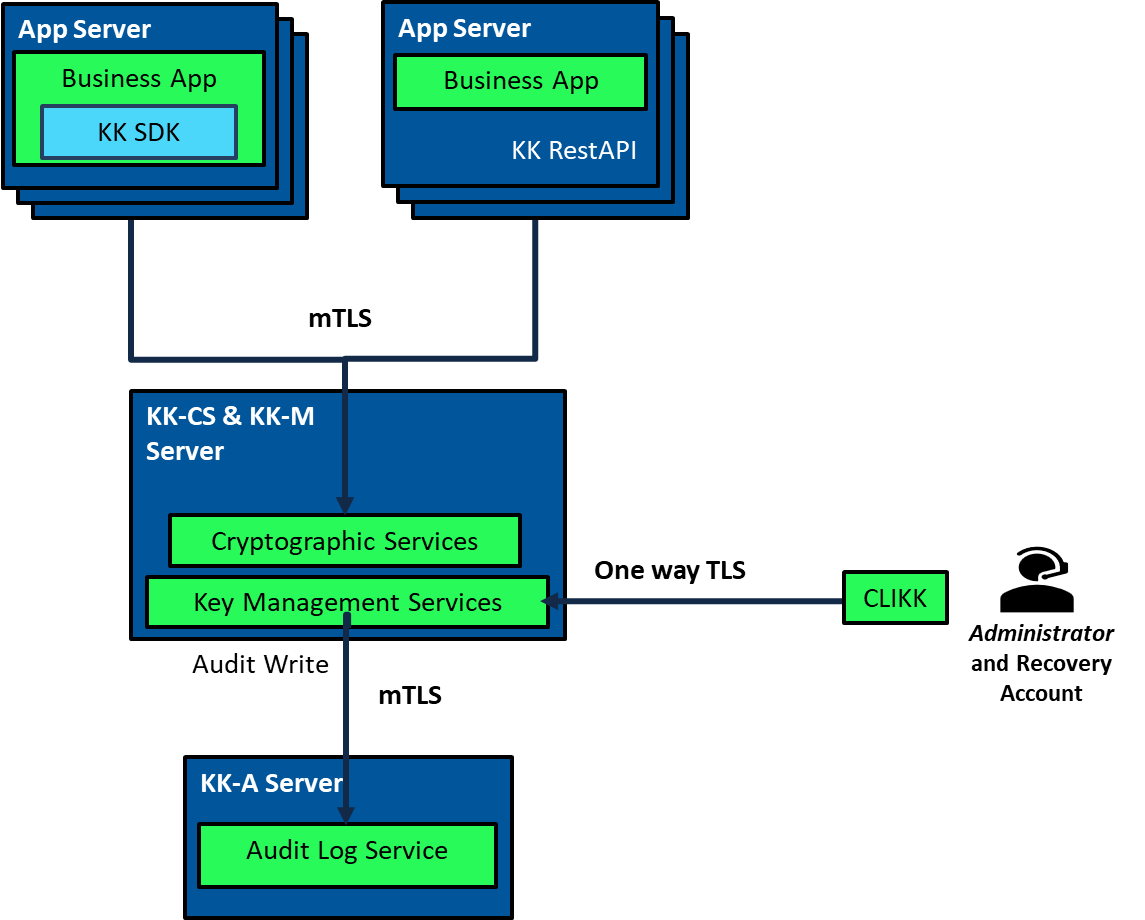 App Server
Business App
KK SDK
App Server
Business App
KK RestAPI
mTLS
KK-CS & KK-M
Server
Cryptographic Services
Key Management Services
One way TLS
CLIKK
Administrator
and Recovery
Account
Audit Write
mTLS
KK-A Server
Audit Log Service